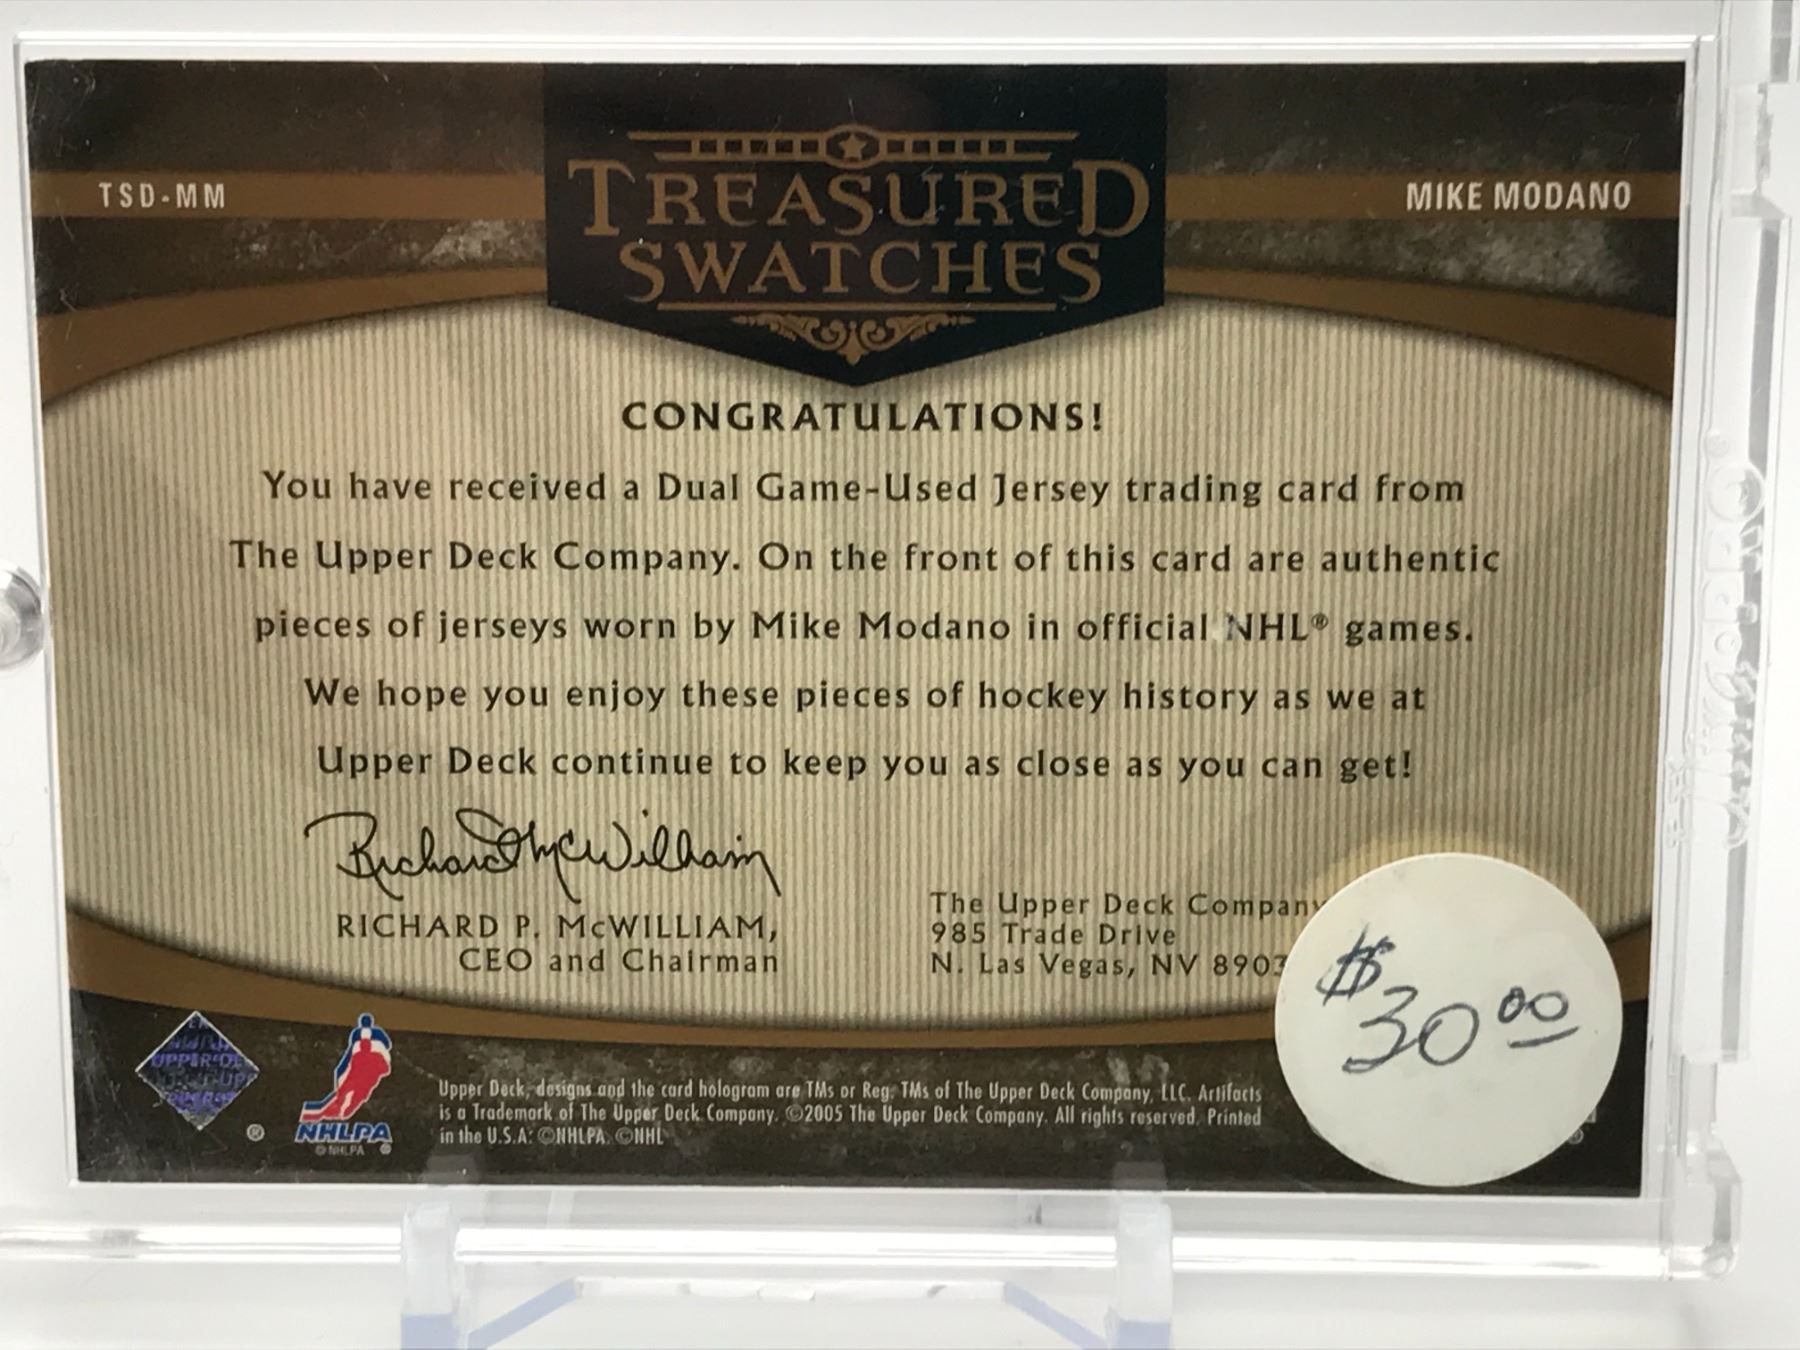 TSD-MM
TREASURED
SWATCHES
MIKE MODANO
CONGRATULATIONS!
You have received a Dual Game-Used Jersey trading card from
The Upper Deck Company. On the front of this card are authentic
pieces of jerseys worn by Mike Modano in official NHL® games.
We hope you enjoy these pieces of hockey history as we at
Upper Deck continue to keep you as close as you can get!
Richard McWilliam
RICHARD P. McWILLIAM,
CEO and Chairman
The Upper Deck Company
985 Trade Drive
N. Las Vegas, NV 8903
$30.00
®
NHLPA
© NHLPA ®
Upper Deck, designs and the card hologram are TMs or Reg. TMs of The Upper Deck Company, LLC. Artifacts
is a Trademark of The Upper Deck Company. ©2005 The Upper Deck Company. All rights reserved. Printed
in the U.S.A. ©NHLPA. ©NHL